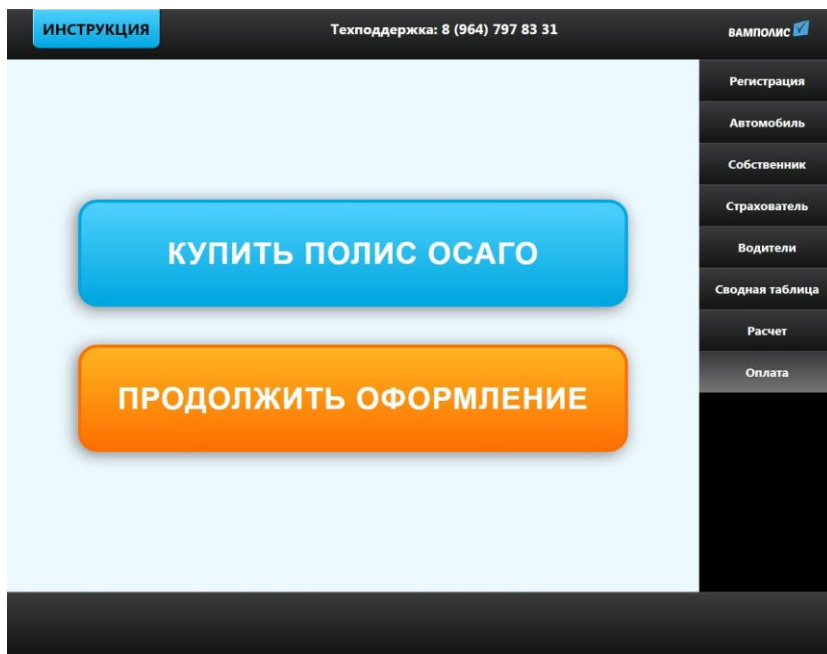 ИНСТРУКЦИЯ
Техподдержка: 8 (964) 797 83 31
ВАМПОЛИС
Регистрация
Автомобиль
Собственник
Страхователь
Водители
Сводная таблица
Расчет
Оплата
КУПИТЬ ПОЛИС ОСАГО
ПРОДОЛЖИТЬ ОФОРМЛЕНИЕ